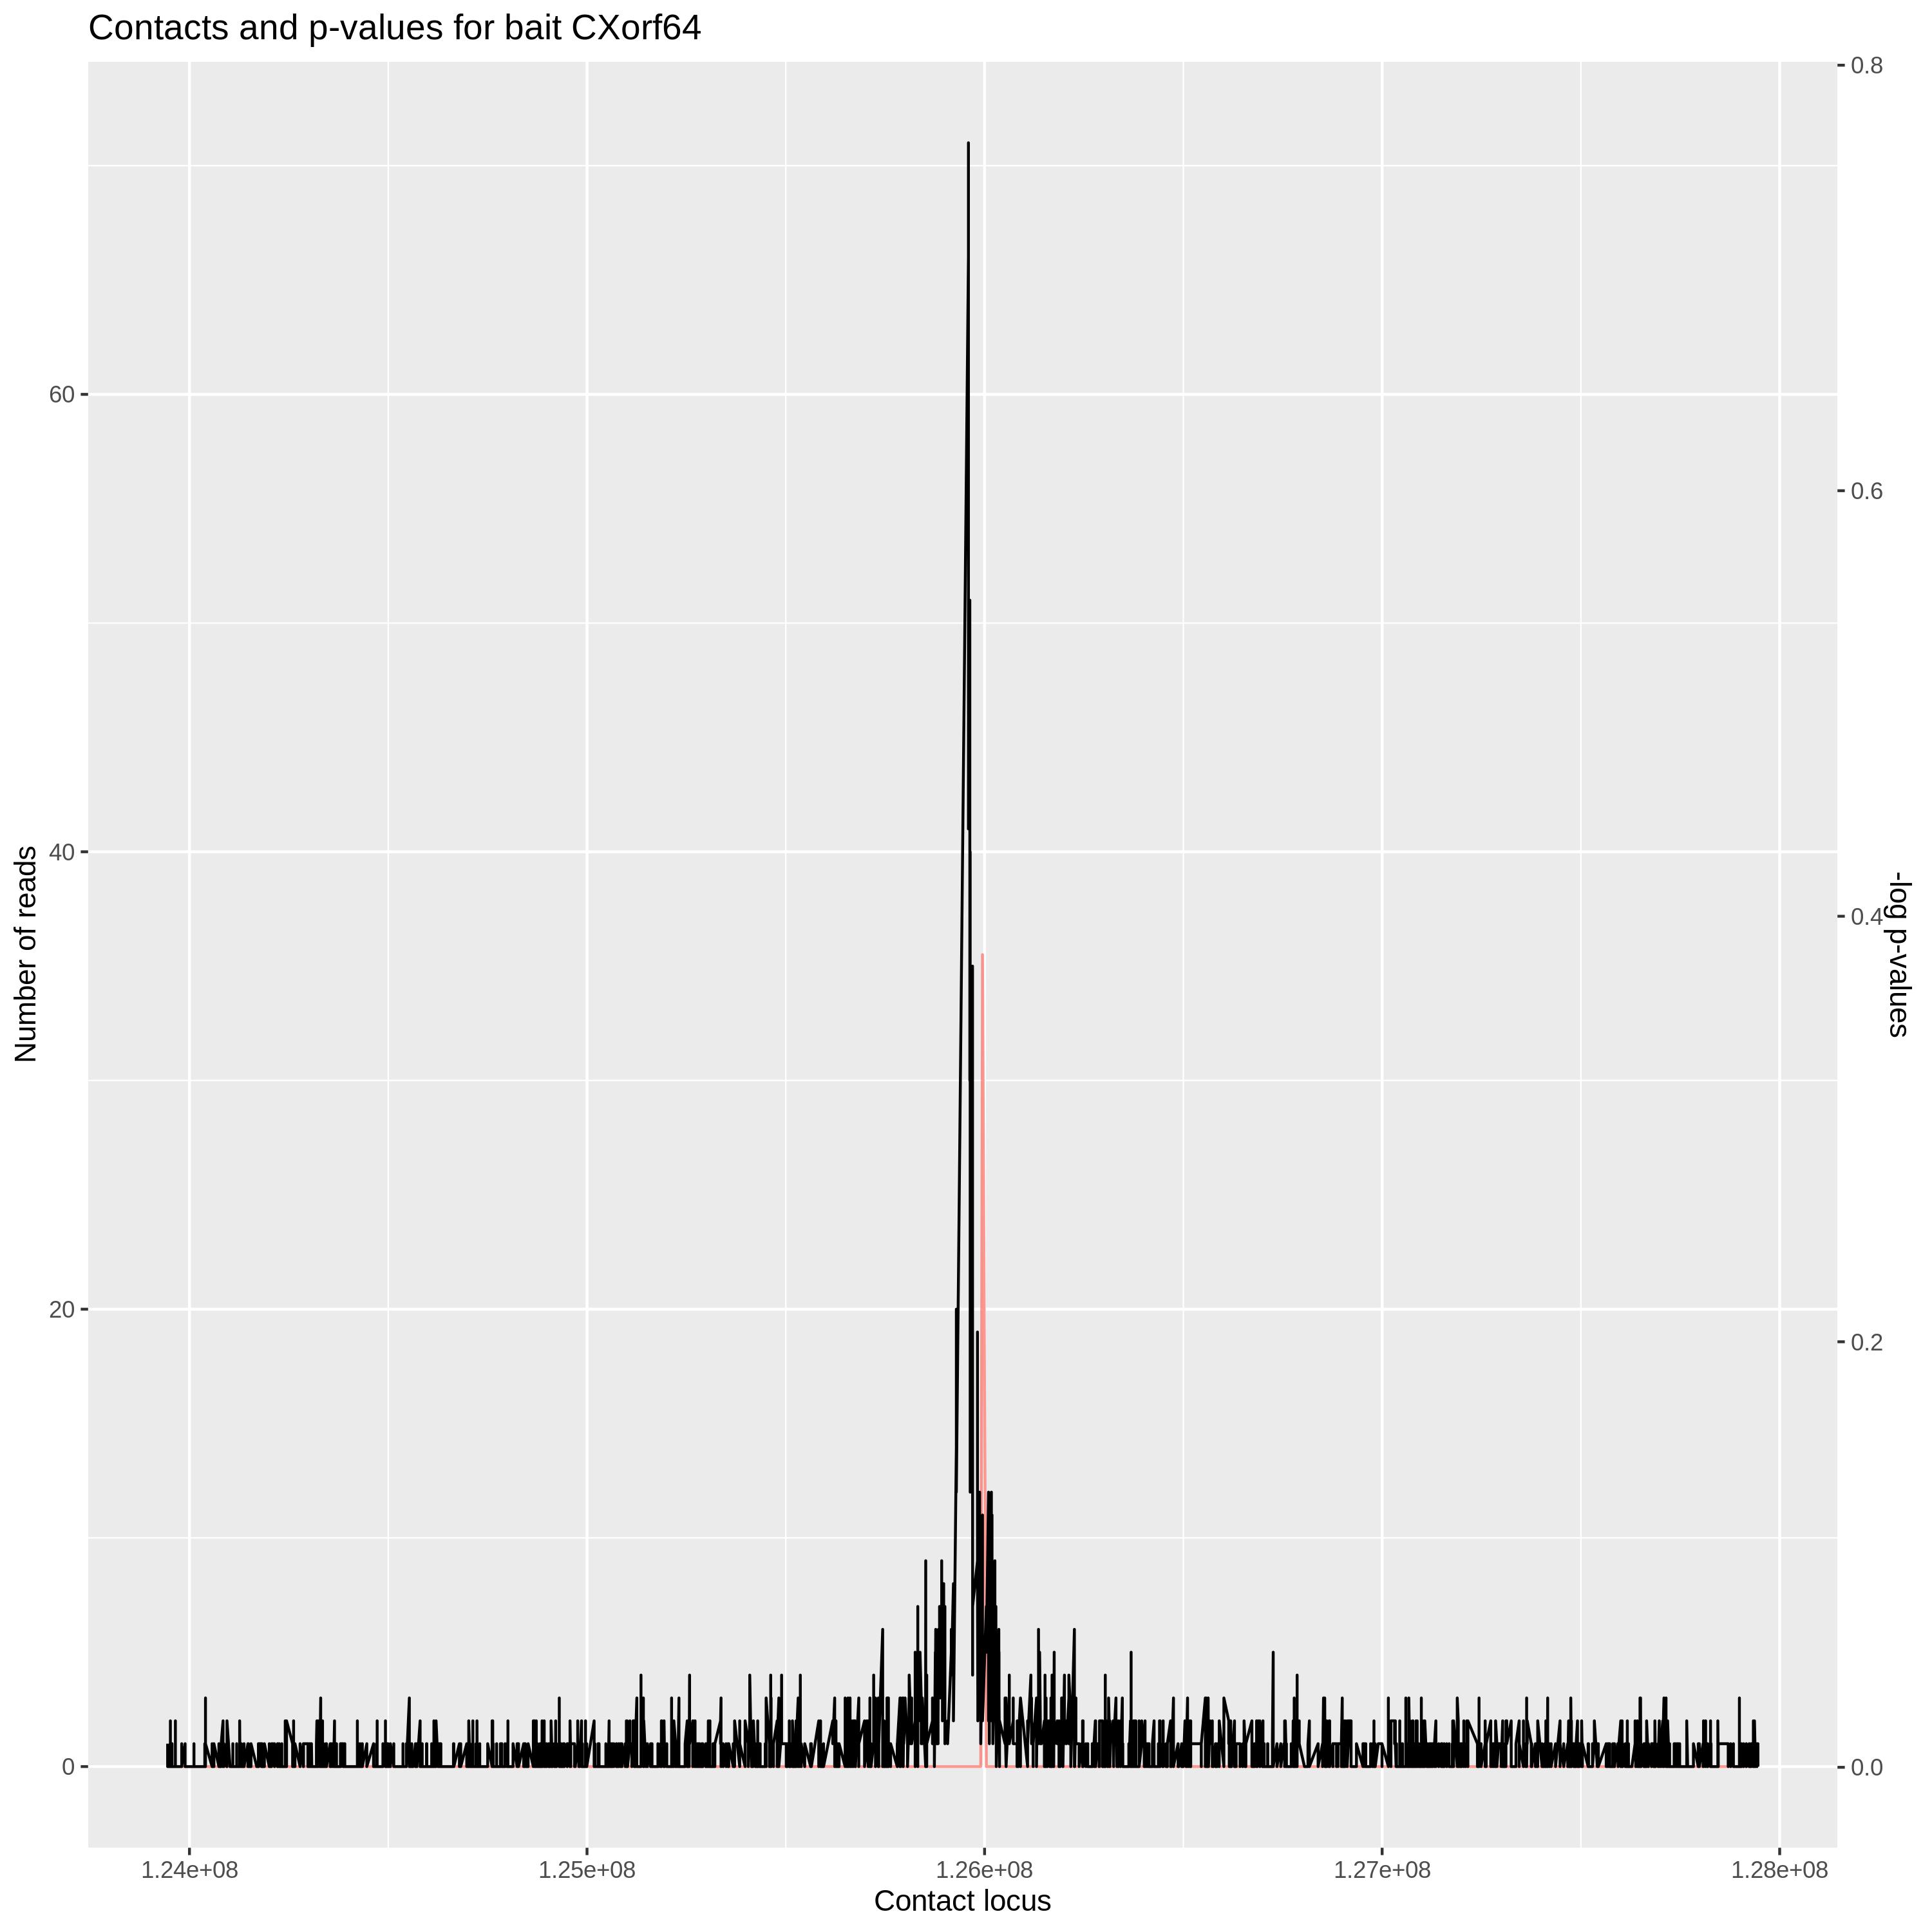 Contacts and p-values for bait CXorf64
0.8
60
0.6
40
0.4
Number of reads
-log p-values
20
0.2
0
0.0
1.24e+08
1.25e+08
1.26e+08
1.27e+08
1.28e+08
Contact locus